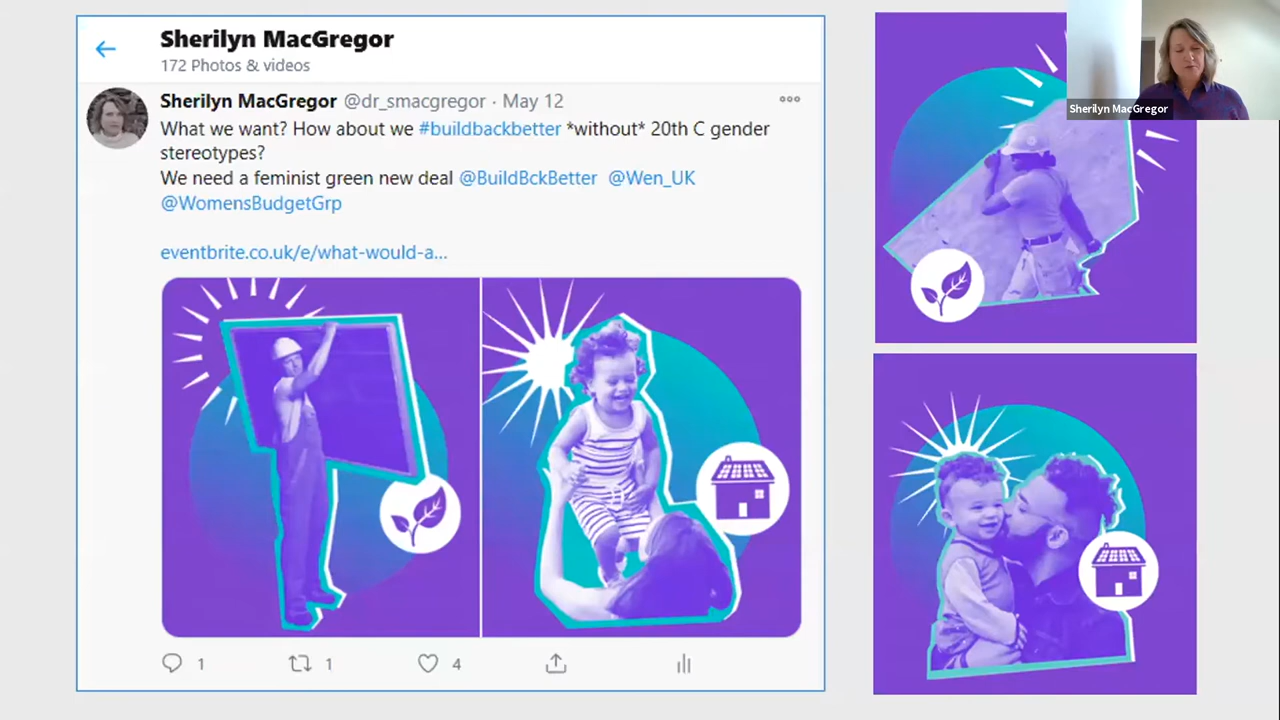 Sherilyn MacGregor
172 Photos & videos
Sherilyn MacGregor @dr_smacgregor · May 12
What we want? How about we #buildbackbetter *without* 20th C gender
stereotypes?
We need a feminist green new deal @BuildBckBetter @Wen_UK
@WomensBudgetGrp
eventbrite.co.uk/e/what-would-a...
1
1
4
Sherilyn MacGregor